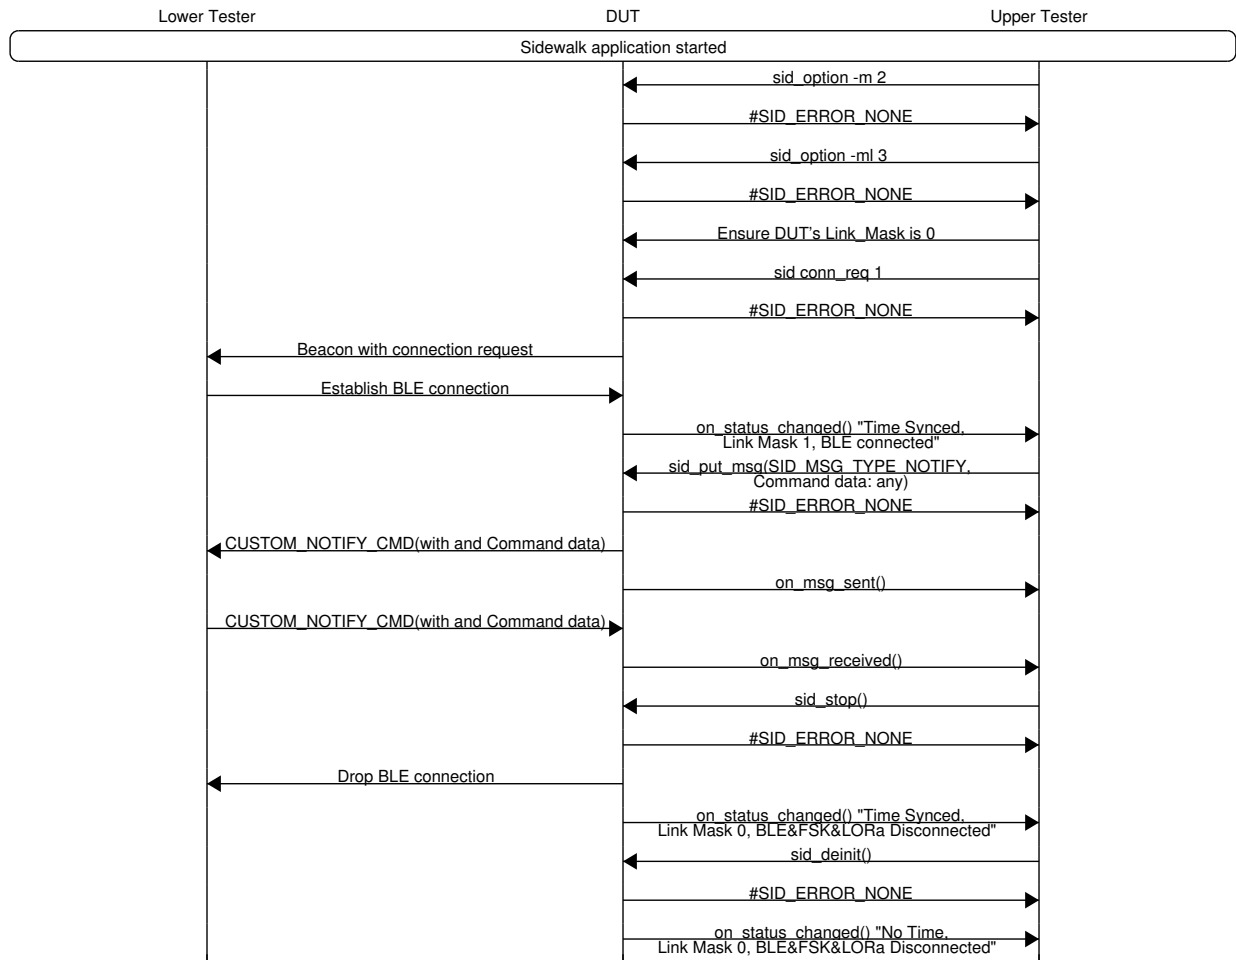 Lower Tester DUT Upper Tester
Sidewalk application started
sid_option -m 2
#SID_ERROR_NONE
sid_option -ml 3
#SID_ERROR_NONE
Ensure DUT's Link_Mask is 0
sid conn_req 1
#SID_ERROR_NONE
Beacon with connection request
Establish BLE connection
on_status_changed() "Time Synced,
Link Mask 1, BLE connected"
sid_put_msg(SID_MSG_TYPE_NOTIFY,
Command data: any)
#SID_ERROR_NONE
CUSTOM_NOTIFY_CMD(with and Command data)
on_msg_sent()
CUSTOM_NOTIFY_CMD(with and Command data)
on_msg_received()
sid_stop()
#SID_ERROR_NONE
Drop BLE connection
on_status_changed() "Time Synced,
Link Mask 0, BLE&FSK&LORa Disconnected"
sid_deinit()
#SID_ERROR_NONE
on_status_changed() "No Time,
Link Mask 0, BLE&FSK&LORa Disconnected"